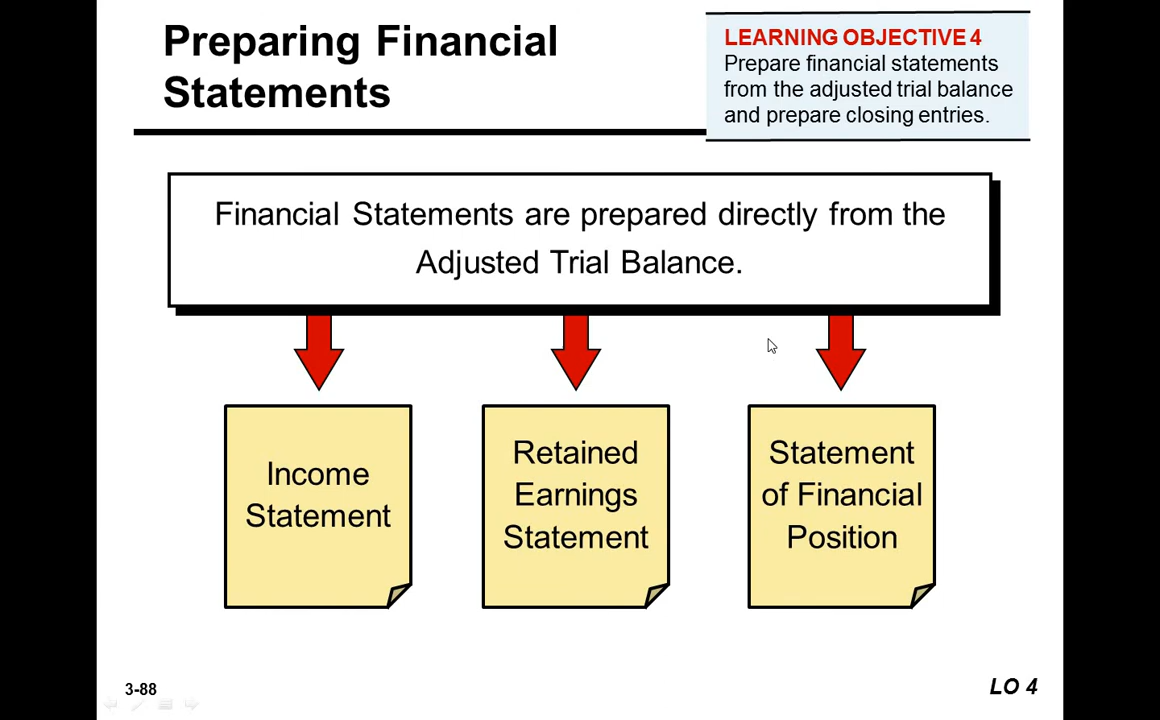 Preparing Financial
Statements
LEARNING OBJECTIVE 4
Prepare financial statements
from the adjusted trial balance
and prepare closing entries.
Financial Statements are prepared directly from the
Adjusted Trial Balance.
Income
Statement
Retained
Earnings
Statement
Statement
of Financial
Position
3-88
LO 4